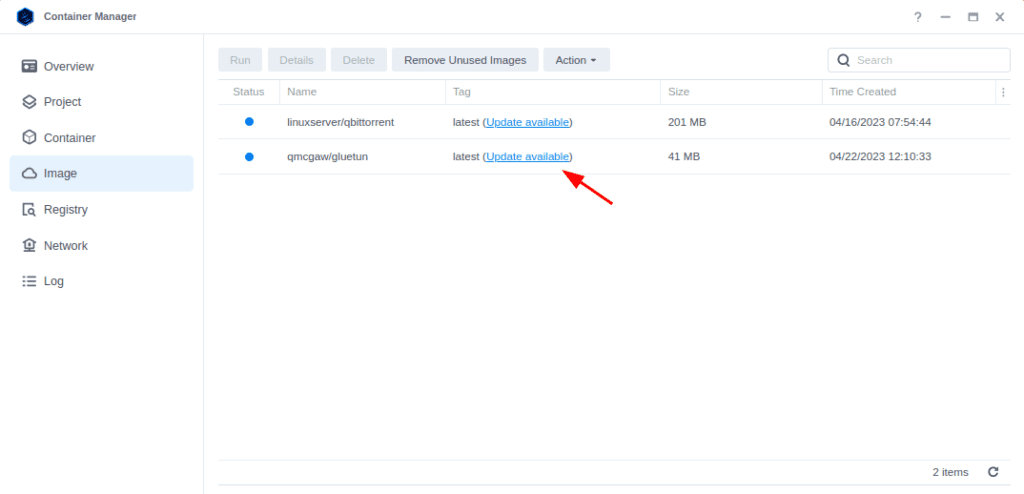 Container Manager
?
Overview
Project
Container
Image
Registry
Network
Log
Run Details Delete Remove Unused Images Action
Search
Status Name Tag Size Time Created
linuxserver/qbittorrent latest (Update available) 201 MB 04/16/2023 07:54:44
qmcgaw/gluetun latest (Update available) 41 MB 04/22/2023 12:10:33
2 items